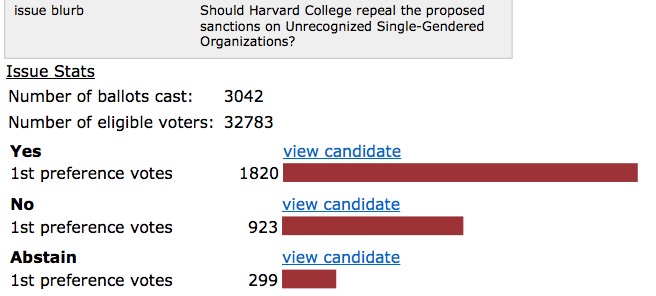 issue blurb Should Harvard College repeal the proposed
sanctions on Unrecognized Single-Gendered
Organizations?
Issue Stats
Number of ballots cast: 3042
Number of eligible voters: 32783
Yes view candidate
1st preference votes 1820
No view candidate
1st preference votes 923
Abstain view candidate
1st preference votes 299